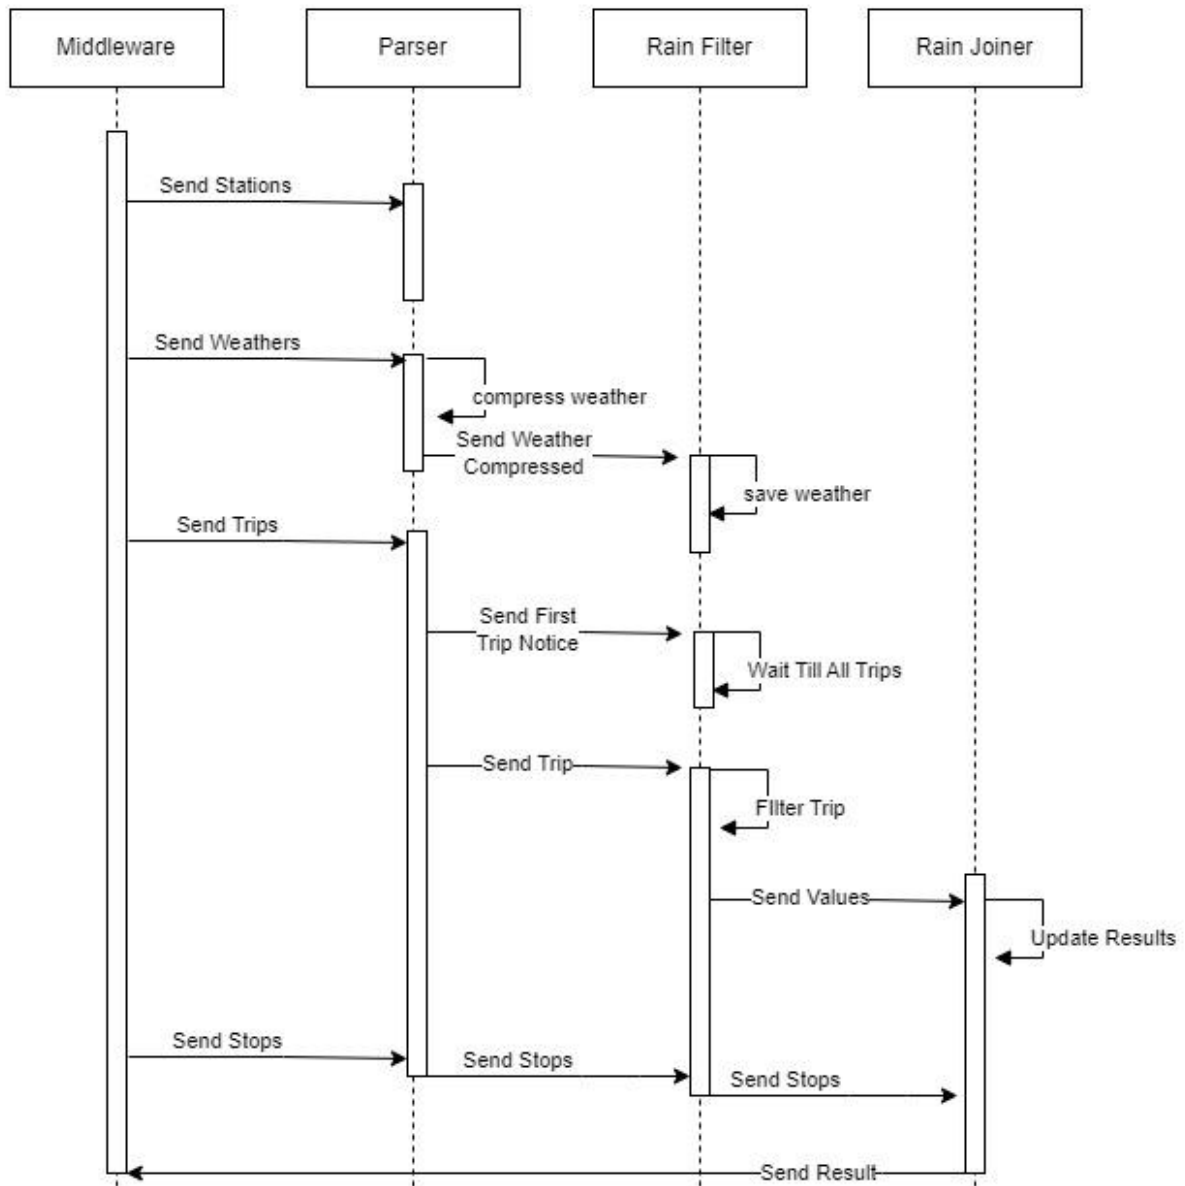 Middleware
Parser
Rain Filter
Rain Joiner
Send Stations
Send Weathers
compress weather
Send Weather
Compressed
save weather
Send Trips
Send First
Trip Notice
Wait Till All Trips
Send Trip
FIlter Trip
Send Values
Update Results
Send Stops
Send Stops
Send Stops
Send Result